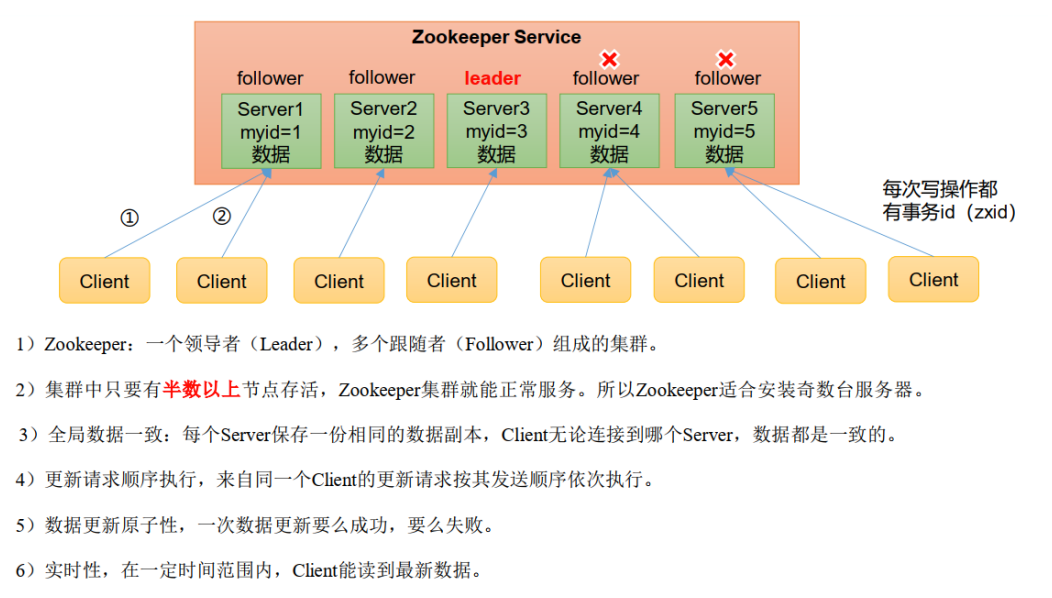 Zookeeper Service
follower
follower
leader
follower
follower
Server1
myid=1
数据
Server2
myid=2
数据
Server3
myid=3
数据
Server4
myid=4
数据
Server5
myid=5
数据
每次写操作都
有事务id（zxid）
①
②
Client
Client
Client
Client
Client
Client
Client
Client
1）Zookeeper：一个领导者（Leader），多个跟随者（Follower）组成的集群。
2）集群中只要有半数以上节点存活，Zookeeper集群就能正常服务。所以Zookeeper适合安装奇数台服务器。
3）全局数据一致：每个Server保存一份相同的数据副本，Client无论连接到哪个Server，数据都是一致的。
4）更新请求顺序执行，来自同一个Client的更新请求按其发送顺序依次执行。
5）数据更新原子性，一次数据更新要么成功，要么失败。
6）实时性，在一定时间范围内，Client能读到最新数据。